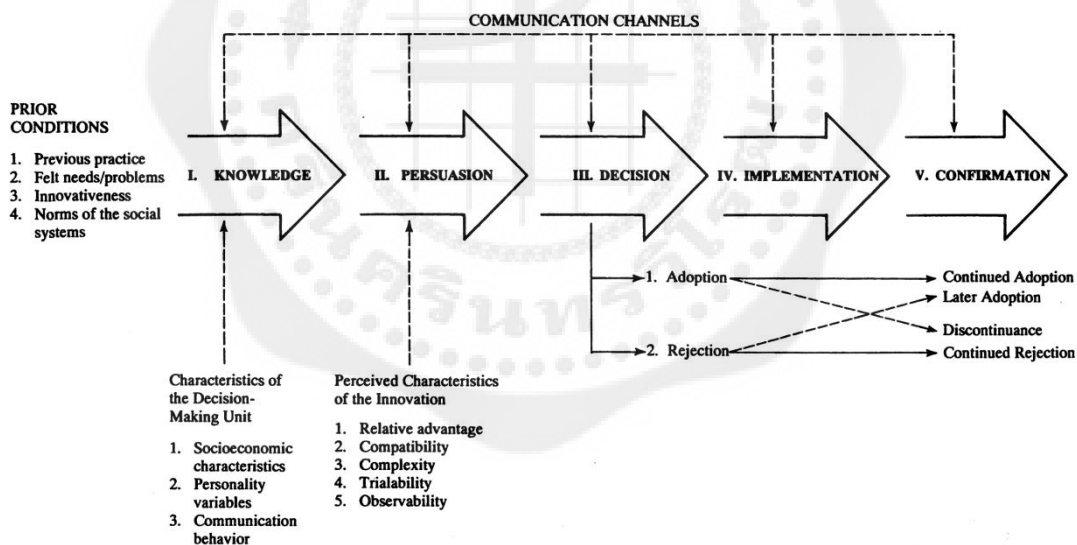 COMMUNICATION CHANNELS
PRIOR
CONDITIONS
1. Previous practice
2. Felt needs/problems
3. Innovativeness
4. Norms of the social
systems
I. KNOWLEDGE
II. PERSUASION
III. DECISION
IV. IMPLEMENTATION
V. CONFIRMATION
1. Adoption
2. Rejection
Continued Adoption
Later Adoption
Discontinuance
Continued Rejection
Characteristics of
the Decision-
Making Unit
1. Socioeconomic
characteristics
2. Personality
variables
3. Communication
behavior
Perceived Characteristics
of the Innovation
1. Relative advantage
2. Compatibility
3. Complexity
4. Trialability
5. Observability